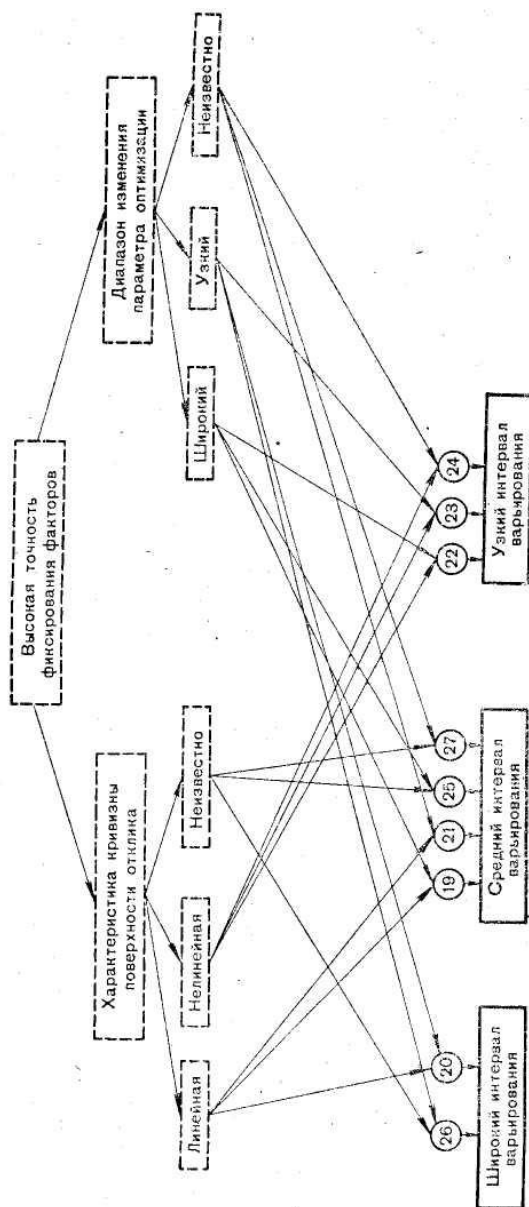 Высокая точность
фиксирования факторов
Характеристика кривизны
поверхности отклика
Диапазон изменения
параметра оптимизации
Линейная
Нелинейная
Неизвестно
Широкий
Узкий
Неизвестно
26
20
19
21
25
27
22
23
24
Широкий интервал
варьирования
Средний интервал
варьирования
Узкий интервал
варьирования